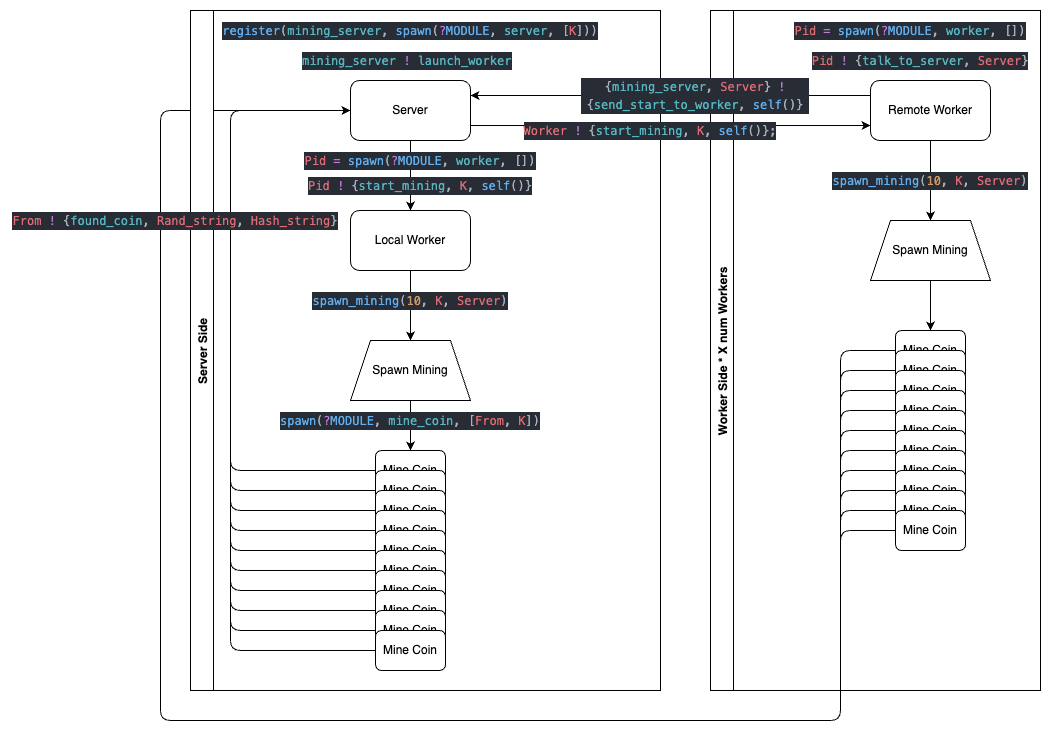 register(mining_server, spawn(?MODULE, server, [K]))
mining_server ! launch_worker
Server
Pid = spawn(?MODULE, worker, [])
Pid ! {start_mining, K, self()}
From ! {found_coin, Rand_string, Hash_string}
Local Worker
spawn_mining(10, K, Server)
Server Side
Spawn Mining
spawn(?MODULE, mine_coin, [From, K])
Mine Coin
Mine Coin
Mine Coin
Mine Coin
Mine Coin
Mine Coin
Mine Coin
Mine Coin
Mine Coin
Mine Coin
{mining_server, Server} !
{send_start_to_worker, self()}
Worker ! {start_mining, K, self()};
Pid = spawn(?MODULE, worker, [])
Pid ! {talk_to_server, Server}
Remote Worker
spawn_mining(10, K, Server)
Spawn Mining
Worker Side * X num Workers
Mine Coin
Mine Coin
Mine Coin
Mine Coin
Mine Coin
Mine Coin
Mine Coin
Mine Coin
Mine Coin
Mine Coin